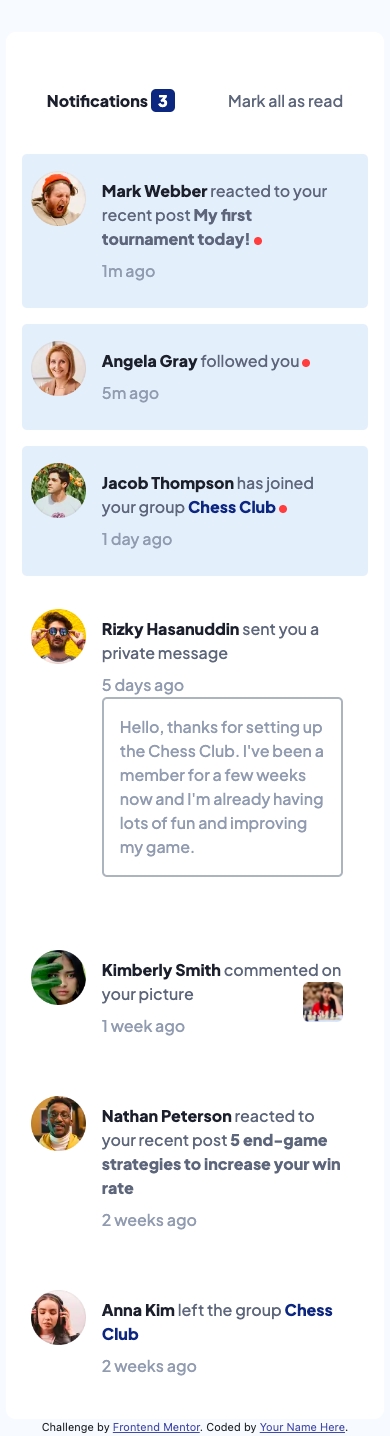 Notifications 3 Mark all as read
Mark Webber reacted to your
recent post My first
tournament today!
1m ago
Angela Gray followed you
5m ago
Jacob Thompson has joined
your group Chess Club
1 day ago
Rizky Hasanuddin sent you a
private message
5 days ago
Hello, thanks for setting up
the Chess Club. I've been a
member for a few weeks
now and I'm already having
lots of fun and improving
my game.
Kimberly Smith commented on
your picture
1 week ago
Nathan Peterson reacted to
your recent post 5 end-game
strategies to increase your win
rate
2 weeks ago
Anna Kim left the group Chess
Club
2 weeks ago
Challenge by Frontend Mentor. Coded by Your Name Here.